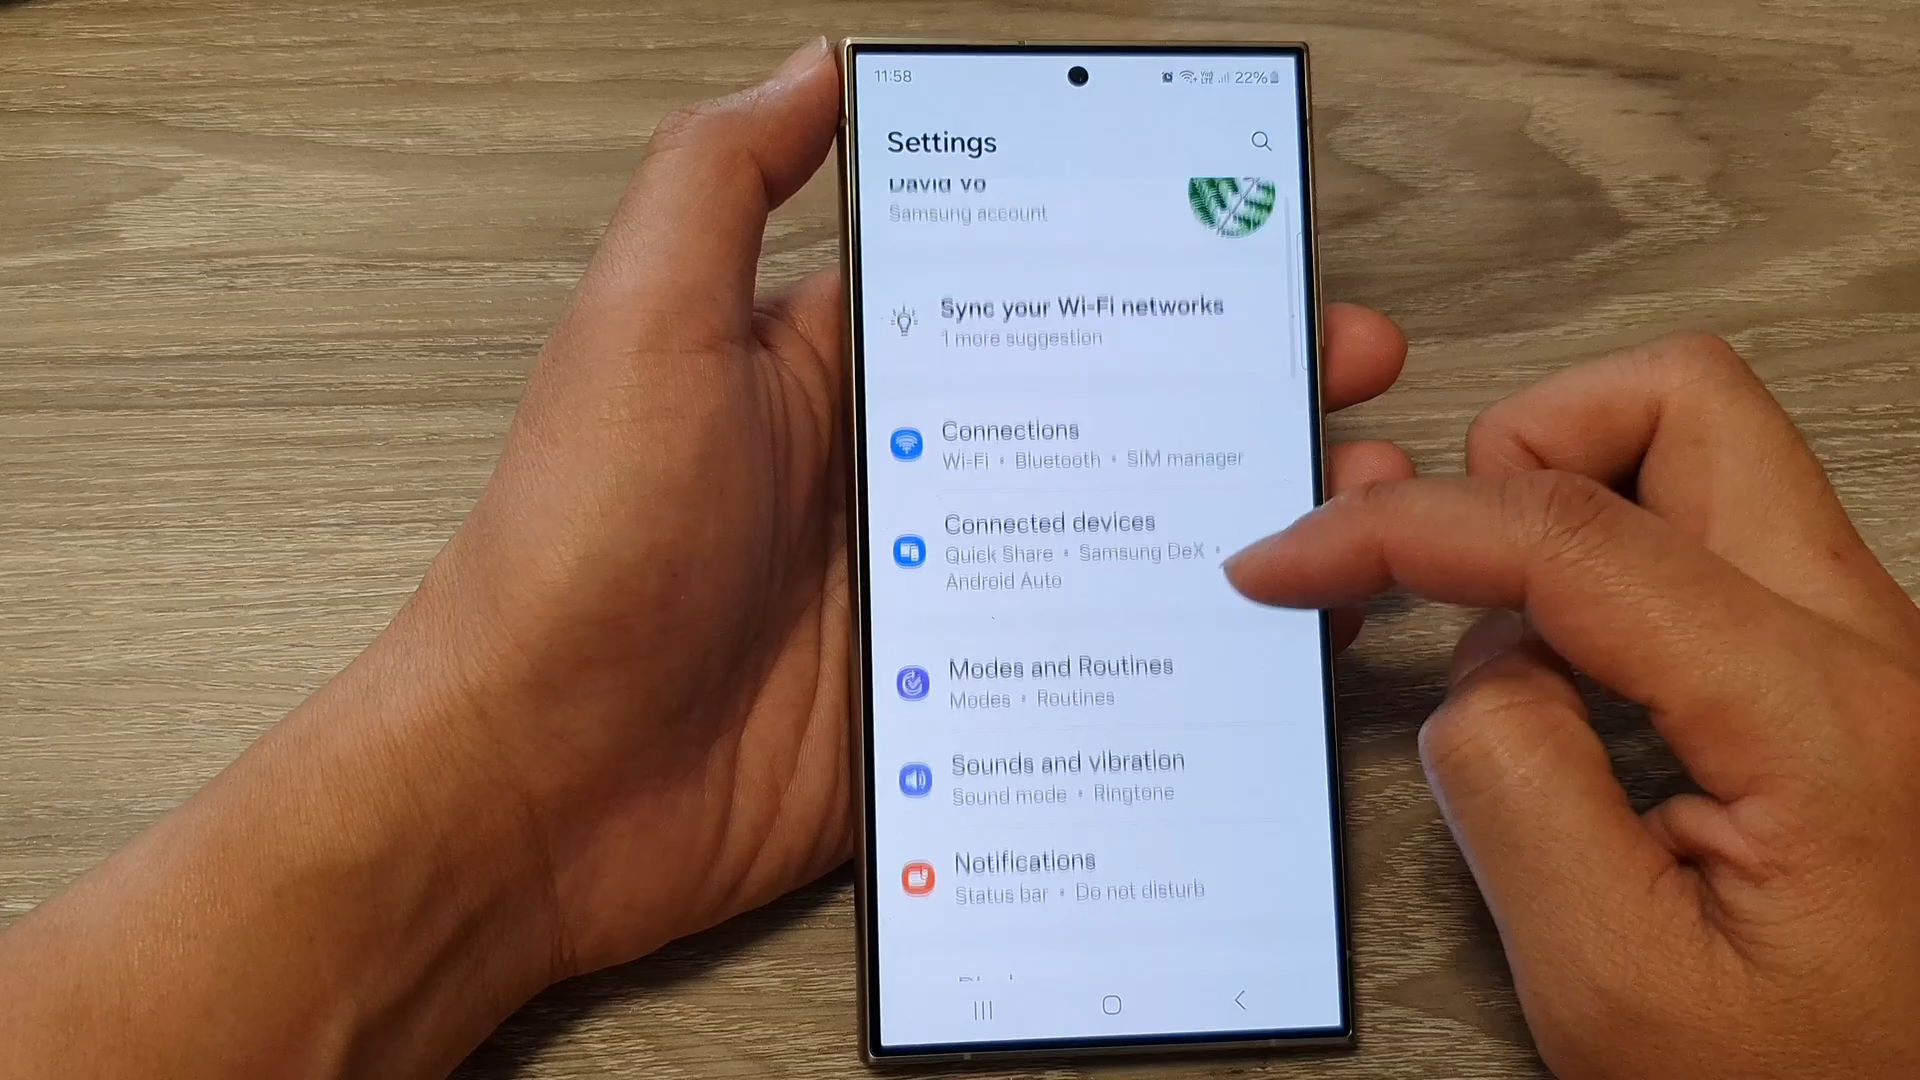 11:58
VoLTE 22%
Settings
David Vo
Samsung account
Sync your Wi-Fi networks
1 more suggestion
Connections
Wi-Fi • Bluetooth • SIM manager
Connected devices
Quick Share • Samsung DeX •
Android Auto
Modes and Routines
Modes • Routines
Sounds and vibration
Sound mode • Ringtone
Notifications
Status bar • Do not disturb